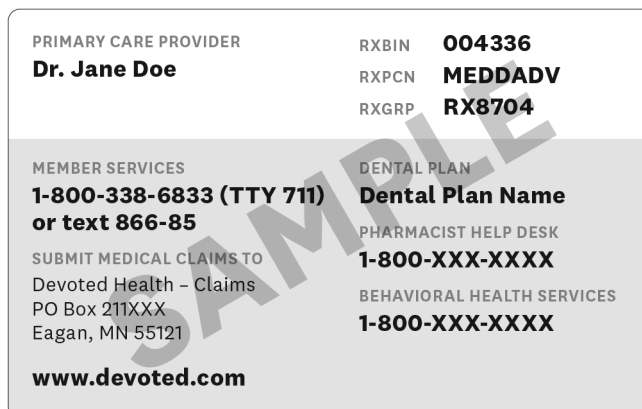 PRIMARY CARE PROVIDER
Dr. Jane Doe
RXBIN 004336
RXPCN MEDDADV
RXGRP RX8704
MEMBER SERVICES
1-800-338-6833 (TTY 711)
or text 866-85
SUBMIT MEDICAL CLAIMS TO
Devoted Health – Claims
PO Box 211XXX
Eagan, MN 55121
www.devoted.com
DENTAL PLAN
Dental Plan Name
PHARMACIST HELP DESK
1-800-XXX-XXXX
BEHAVIORAL HEALTH SERVICES
1-800-XXX-XXXX
SAMPLE